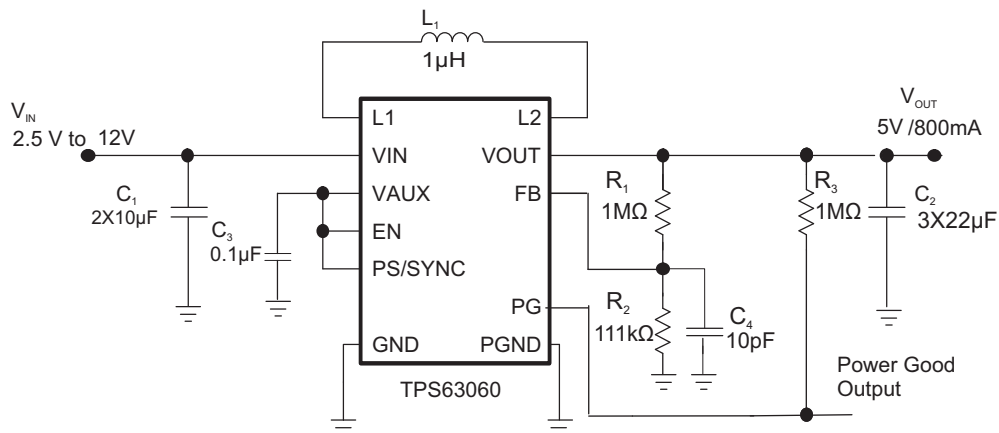 L1
1µH
VIN
2.5 V to 12V
VOUT
5V /800mA
L1
L2
VIN
VOUT
C1
2X10µF
VAUX
FB
R1
1MΩ
R3
1MΩ
C2
3X22µF
C3
0.1µF
EN
PS/SYNC
PG
R2
111kΩ
C4
10pF
GND
PGND
TPS63060
Power Good
Output